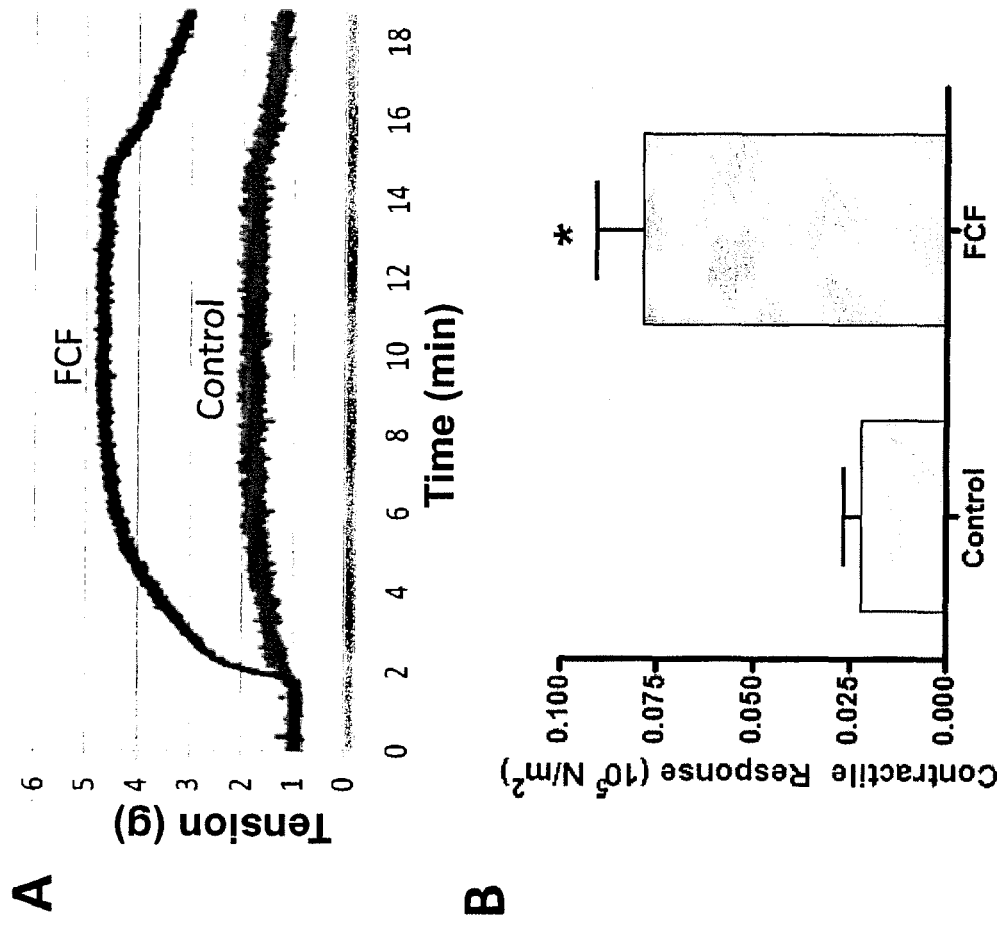 A
Tension (g)
6
5
4
3
2
1
0
FCF
Control
0 2 4 6 8 10 12 14 16 18
Time (min)
B
Contractile Response (10⁵ N/m²)
0.100
0.075
0.050
0.025
0.000
*
Control FCF